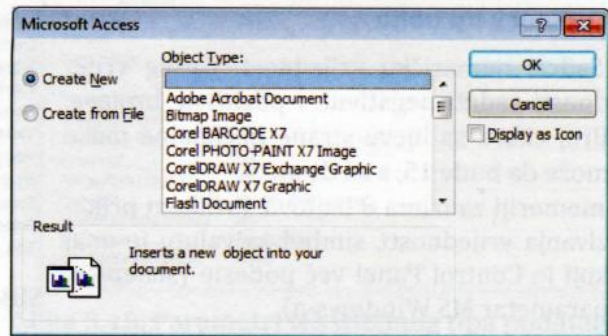 Microsoft Access
Object Type:
Create New
Create from File
Adobe Acrobat Document
Bitmap Image
Corel BARCODE X7
Corel PHOTO-PAINT X7 Image
CorelDRAW X7 Exchange Graphic
CorelDRAW X7 Graphic
Flash Document
OK
Cancel
Display as Icon
Result
Inserts a new object into your
document.